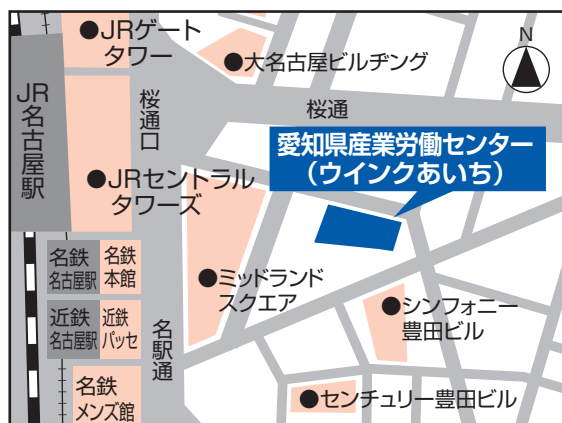 ●JRゲート
タワー
N
●大名古屋ビルヂング
JR名古屋駅
桜通口
桜通
愛知県産業労働センター
(ウインクあいち)
●JRセントラル
タワーズ
名鉄
名古屋駅
名鉄
本館
●ミッドランド
スクエア
●シンフォニー
豊田ビル
近鉄
名古屋駅
近鉄
パッセ
名駅通
名鉄
メンズ館
●センチュリー豊田ビル